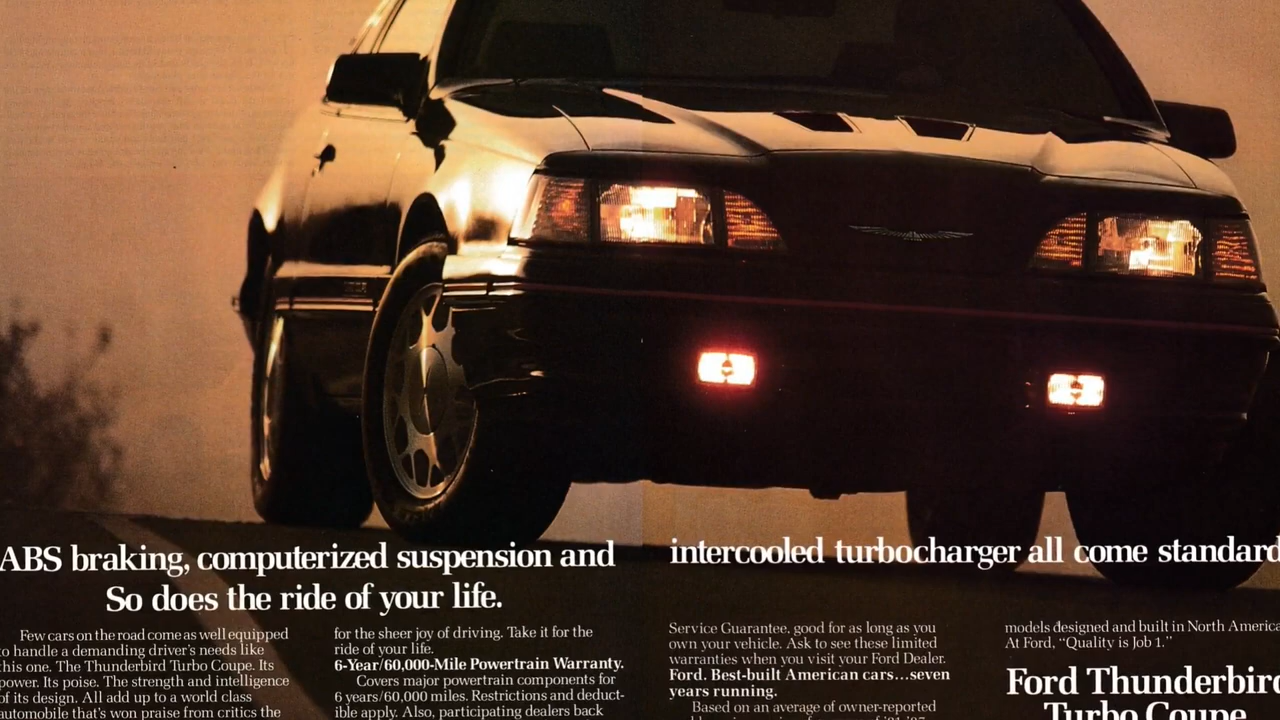 ABS braking, computerized suspension and
So does the ride of your life.
intercooled turbocharger all come standard
Few cars on the road come as well equipped
to handle a demanding driver's needs like
this one. The Thunderbird Turbo Coupe. Its
power. Its poise. The strength and intelligence
of its design. All add up to a world class
automobile that's won praise from critics the
for the sheer joy of driving. Take it for the
ride of your life.
6-Year/60,000-Mile Powertrain Warranty.
Covers major powertrain components for
6 years/60,000 miles. Restrictions and deduct-
ible apply. Also, participating dealers back
Service Guarantee, good for as long as you
own your vehicle. Ask to see these limited
warranties when you visit your Ford Dealer.
Ford. Best-built American cars...seven
years running.
Based on an average of owner-reported
models designed and built in North America
At Ford, “Quality is Job 1.”
Ford Thunderbird
Turbo Coupe